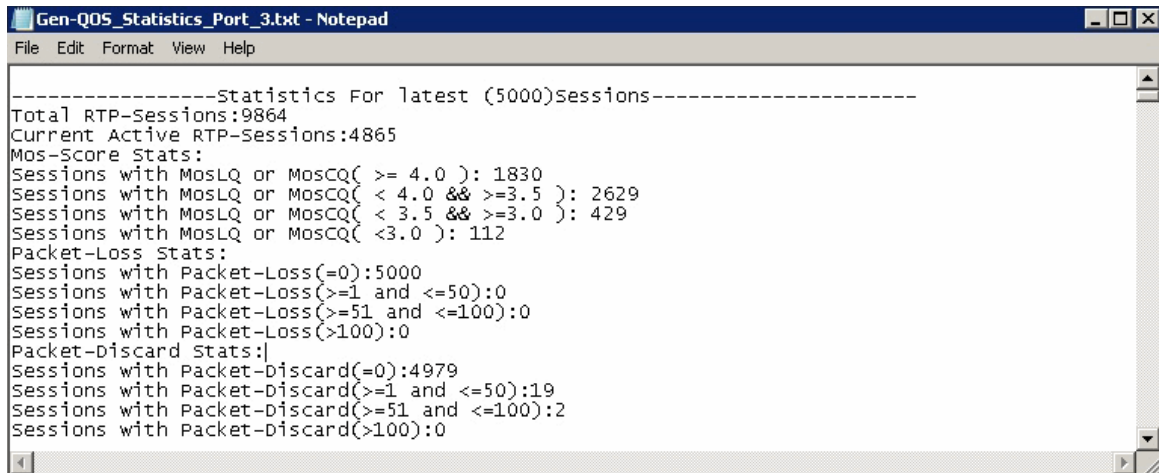 Gen-QOS_Statistics_Port_3.txt - Notepad
File Edit Format View Help
-----------------Statistics For latest (5000)Sessions----------------------
Total RTP-Sessions:9864
Current Active RTP-Sessions:4865
Mos-Score Stats:
Sessions with MosLQ or MosCQ( >= 4.0 ): 1830
Sessions with MosLQ or MosCQ( < 4.0 && >=3.5 ): 2629
Sessions with MosLQ or MosCQ( < 3.5 && >=3.0 ): 429
Sessions with MosLQ or MosCQ( <3.0 ): 112
Packet-Loss Stats:
Sessions with Packet-Loss(=0):5000
Sessions with Packet-Loss(>=1 and <=50):0
Sessions with Packet-Loss(>=51 and <=100):0
Sessions with Packet-Loss(>100):0
Packet-Discard Stats:
Sessions with Packet-Discard(=0):4979
Sessions with Packet-Discard(>=1 and <=50):19
Sessions with Packet-Discard(>=51 and <=100):2
Sessions with Packet-Discard(>100):0